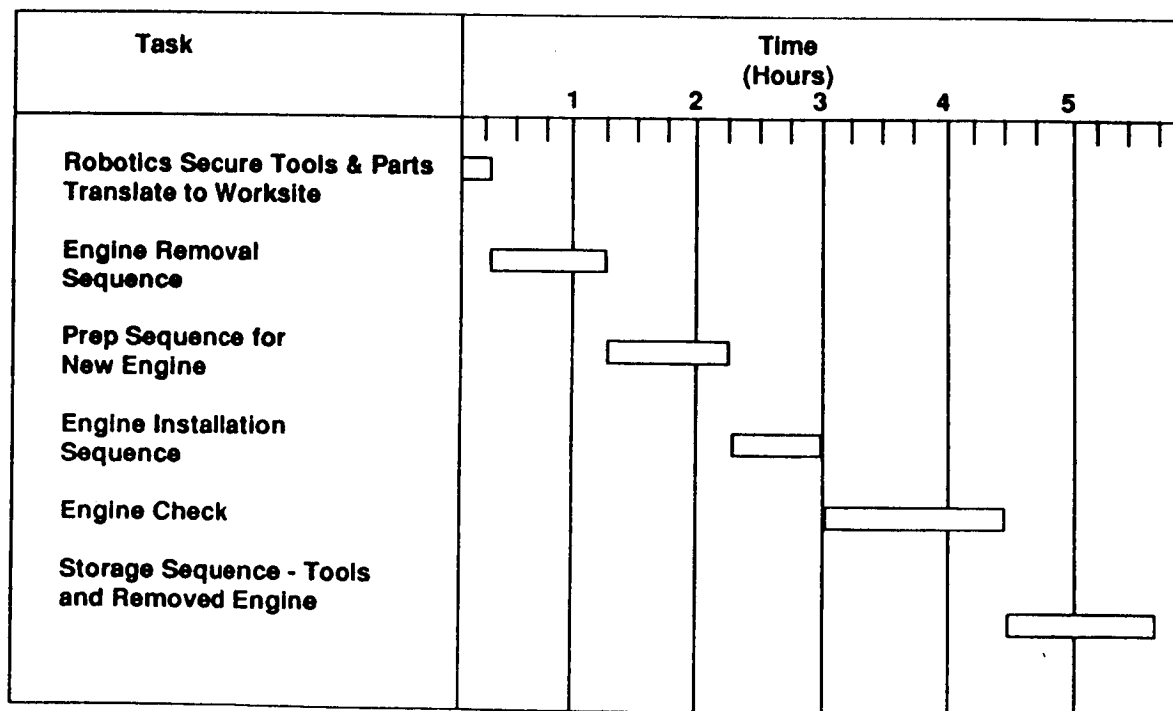 Task
Time
(Hours)
1 2 3 4 5
Robotics Secure Tools & Parts
Translate to Worksite
Engine Removal
Sequence
Prep Sequence for
New Engine
Engine Installation
Sequence
Engine Check
Storage Sequence - Tools
and Removed Engine